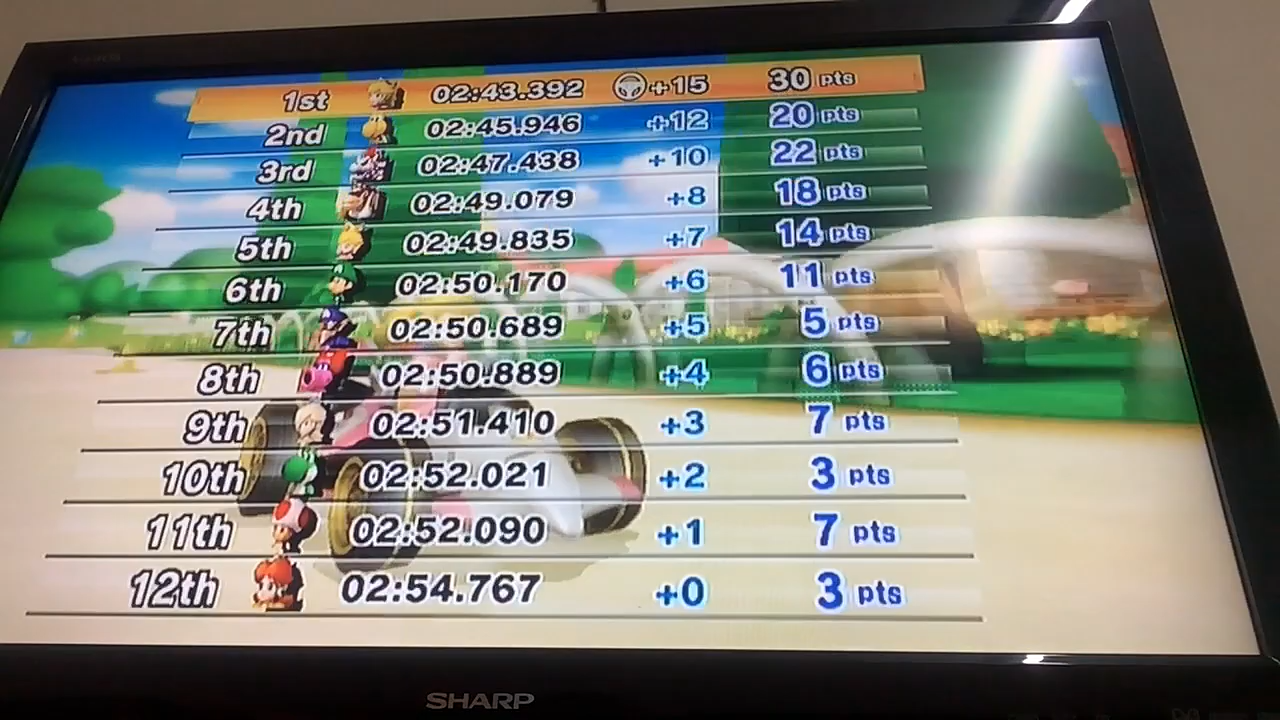 1st 02:43.392 +15 30 pts
2nd 02:45.946 +12 20 pts
3rd 02:47.438 +10 22 pts
4th 02:49.079 +8 18 pts
5th 02:49.835 +7 14 pts
6th 02:50.170 +6 11 pts
7th 02:50.689 +5 5 pts
8th 02:50.889 +4 6 pts
9th 02:51.410 +3 7 pts
10th 02:52.021 +2 3 pts
11th 02:52.090 +1 7 pts
12th 02:54.767 +0 3 pts
SHARP